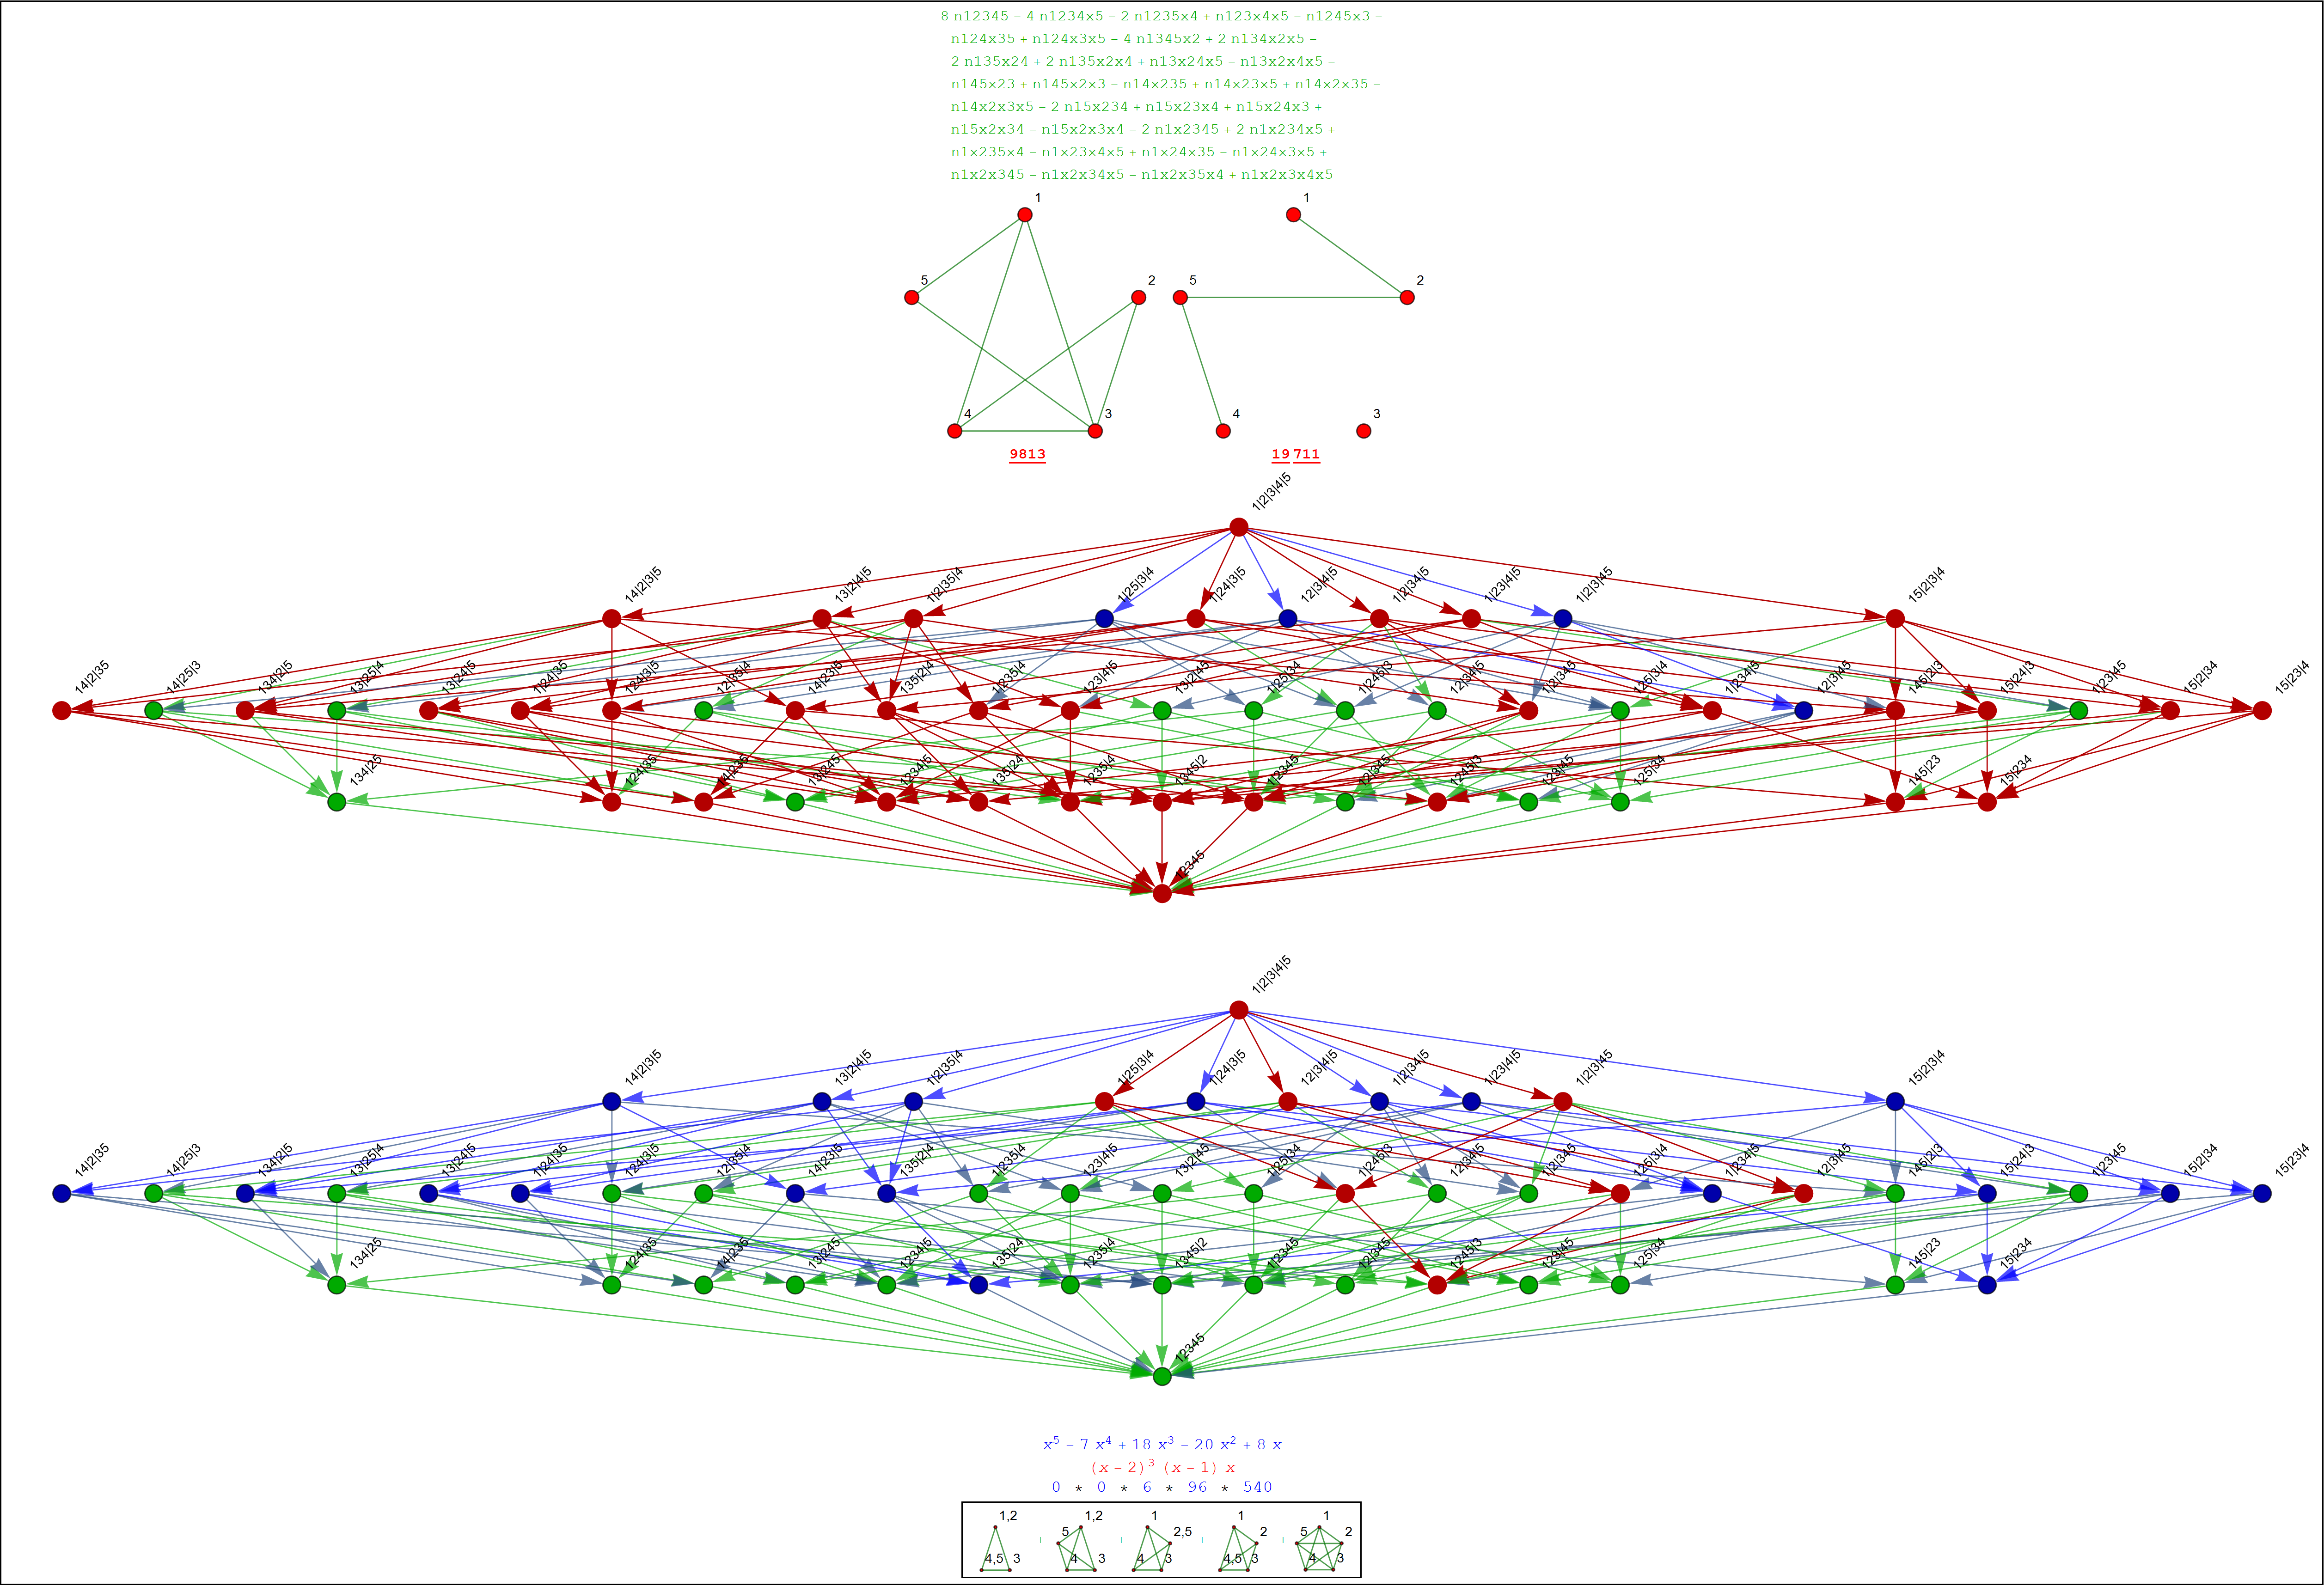 8 n12345 − 4 n1234x5 − 2 n1235x4 + n123x4x5 − n1245x3 −
n124x35 + n124x3x5 − 4 n1345x2 + 2 n134x2x5 −
2 n135x24 + 2 n135x2x4 + n13x24x5 − n13x2x4x5 −
n145x23 + n145x2x3 − n14x235 + n14x23x5 + n14x2x35 −
n14x2x3x5 − 2 n15x234 + n15x23x4 + n15x24x3 +
n15x2x34 − n15x2x3x4 − 2 n1x2345 + 2 n1x234x5 +
n1x235x4 − n1x23x4x5 + n1x24x35 − n1x24x3x5 +
n1x2x345 − n1x2x34x5 − n1x2x35x4 + n1x2x3x4x5
1 1
5 2 5 2
4 3 4 3
9813 19 711
1|2|3|4|5
14|2|3|5 13|2|4|5 1|2|35|4 1|25|3|4 1|24|3|5 12|3|4|5 1|2|34|5 1|23|4|5 1|2|3|45 15|2|3|4
14|2|35 14|25|3 134|2|5 13|25|4 13|24|5 1|24|35 124|3|5 12|35|4 14|23|5 135|2|4 1|235|4 123|4|5 13|2|45 1|25|34 1|245|3 12|34|5 1|2|345 125|3|4 1|234|5 12|3|45 145|2|3 15|24|3 1|23|45 15|2|34 15|23|4
134|25 124|35 14|235 13|245 1234|5 135|24 1235|4 1345|2 1|2345 12|345 1245|3 123|45 125|34 145|23 15|234
12345
1|2|3|4|5
14|2|3|5 13|2|4|5 1|2|35|4 1|25|3|4 1|24|3|5 12|3|4|5 1|2|34|5 1|23|4|5 1|2|3|45 15|2|3|4
14|2|35 14|25|3 134|2|5 13|25|4 13|24|5 1|24|35 124|3|5 12|35|4 14|23|5 135|2|4 1|235|4 123|4|5 13|2|45 1|25|34 1|245|3 12|34|5 1|2|345 125|3|4 1|234|5 12|3|45 145|2|3 15|24|3 1|23|45 15|2|34 15|23|4
134|25 124|35 14|235 13|245 1234|5 135|24 1235|4 1345|2 1|2345 12|345 1245|3 123|45 125|34 145|23 15|234
12345
x⁵ − 7 x⁴ + 18 x³ − 20 x² + 8 x
(x − 2)³ (x − 1) x
0 * 0 * 6 * 96 * 540
1,2 1,2 1 1 1
+ 5 + 2,5 + 2 + 5 2
4,5 3 4 3 4 3 4,5 3 4 3